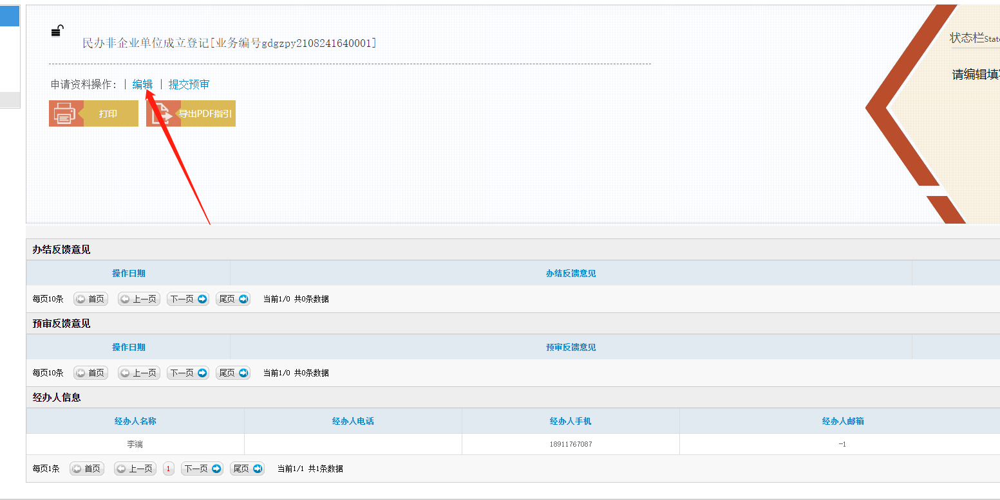 民办非企业单位成立登记[业务编号gdgzpy2108241640001]
状态栏State
请编辑填写
申请资料操作：| 编辑 | 提交预审
打印 导出PDF指引
办结反馈意见
操作日期 办结反馈意见
每页10条 首页 上一页 下一页 尾页 当前1/0 共0条数据
预审反馈意见
操作日期 预审反馈意见
每页10条 首页 上一页 下一页 尾页 当前1/0 共0条数据
经办人信息
经办人名称 经办人电话 经办人手机 经办人邮箱
李端 18911767087 -1
每页1条 首页 上一页 1 下一页 尾页 当前1/1 共1条数据